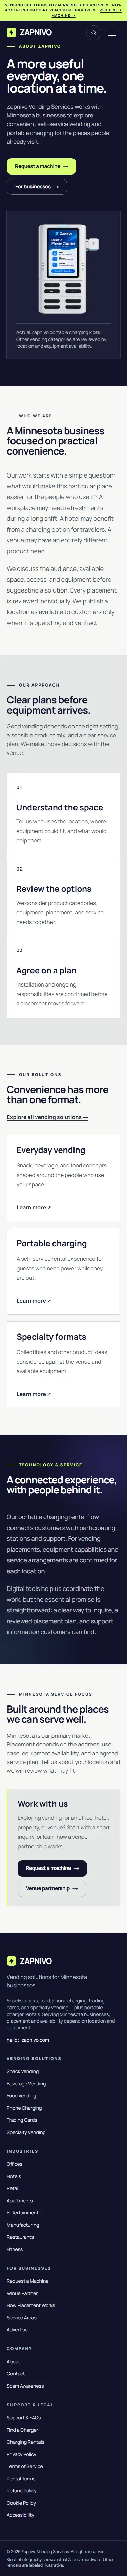 VENDING SOLUTIONS FOR MINNESOTA BUSINESSES · NOW
ACCEPTING MACHINE PLACEMENT INQUIRIES REQUEST A
MACHINE →
ZAPNIVO
ABOUT ZAPNIVO
A more useful
everyday, one
location at a time.
Zapnivo Vending Services works with
Minnesota businesses to explore
convenient self-service vending and
portable charging for the places people
already visit.
Request a machine →
For businesses →
Rent a
Phone Charger
Actual Zapnivo portable charging kiosk.
Other vending categories are reviewed by
location and equipment availability.
WHO WE ARE
A Minnesota business
focused on practical
convenience.
Our work starts with a simple question:
what would make this particular place
easier for the people who use it? A
workplace may need refreshments
during a long shift. A hotel may benefit
from a charging option for travelers. A
venue may need an entirely different
product need.
We discuss the audience, available
space, access, and equipment before
suggesting a solution. Every placement
is reviewed individually. We publish a
location as available to customers only
when it is operating and verified.
OUR APPROACH
Clear plans before
equipment arrives.
Good vending depends on the right setting,
a sensible product mix, and a clear service
plan. We make those decisions with the
venue.
01
Understand the space
Tell us who uses the location, where
equipment could fit, and what would
help them.
02
Review the options
We consider product categories,
equipment, placement, and service
needs together.
03
Agree on a plan
Installation and ongoing
responsibilities are confirmed before
a placement moves forward.
OUR SOLUTIONS
Convenience has more
than one format.
Explore all vending solutions →
Everyday vending
Snack, beverage, and food concepts
shaped around the people who use
your space.
Learn more ↗
Portable charging
A self-service rental experience for
guests who need power while they
are out.
Learn more ↗
Specialty formats
Collectibles and other product ideas
considered against the venue and
available equipment.
Learn more ↗
TECHNOLOGY & SERVICE
A connected experience,
with people behind it.
Our portable charging rental flow
connects customers with participating
stations and support. For vending
placements, equipment capabilities and
service arrangements are confirmed for
each location.
Digital tools help us coordinate the
work, but the essential promise is
straightforward: a clear way to inquire, a
reviewed placement plan, and support
information customers can find.
MINNESOTA SERVICE FOCUS
Built around the places
we can serve well.
Minnesota is our primary market.
Placement depends on the address, use
case, equipment availability, and an agreed
service plan. Tell us about your location and
we will review what may fit.
Work with us
Exploring vending for an office, hotel,
property, or venue? Start with a short
inquiry, or learn how a venue
partnership works.
Request a machine →
Venue partnership →
ZAPNIVO
Vending solutions for Minnesota
businesses.
Snacks, drinks, food, phone charging, trading
cards, and specialty vending — plus portable
charger rentals. Serving Minnesota businesses;
placement and availability depend on location and
equipment.
hello@zapnivo.com
VENDING SOLUTIONS
Snack Vending
Beverage Vending
Food Vending
Phone Charging
Trading Cards
Specialty Vending
INDUSTRIES
Offices
Hotels
Retail
Apartments
Entertainment
Manufacturing
Restaurants
Fitness
FOR BUSINESSES
Request a Machine
Venue Partner
How Placement Works
Service Areas
Advertise
COMPANY
About
Contact
Scam Awareness
SUPPORT & LEGAL
Support & FAQs
Find a Charger
Charging Rentals
Privacy Policy
Terms of Service
Rental Terms
Refund Policy
Cookie Policy
Accessibility
© 2026 Zapnivo Vending Services. All rights reserved.
Kiosk photography shows actual Zapnivo hardware. Other
renders are labeled illustrative.